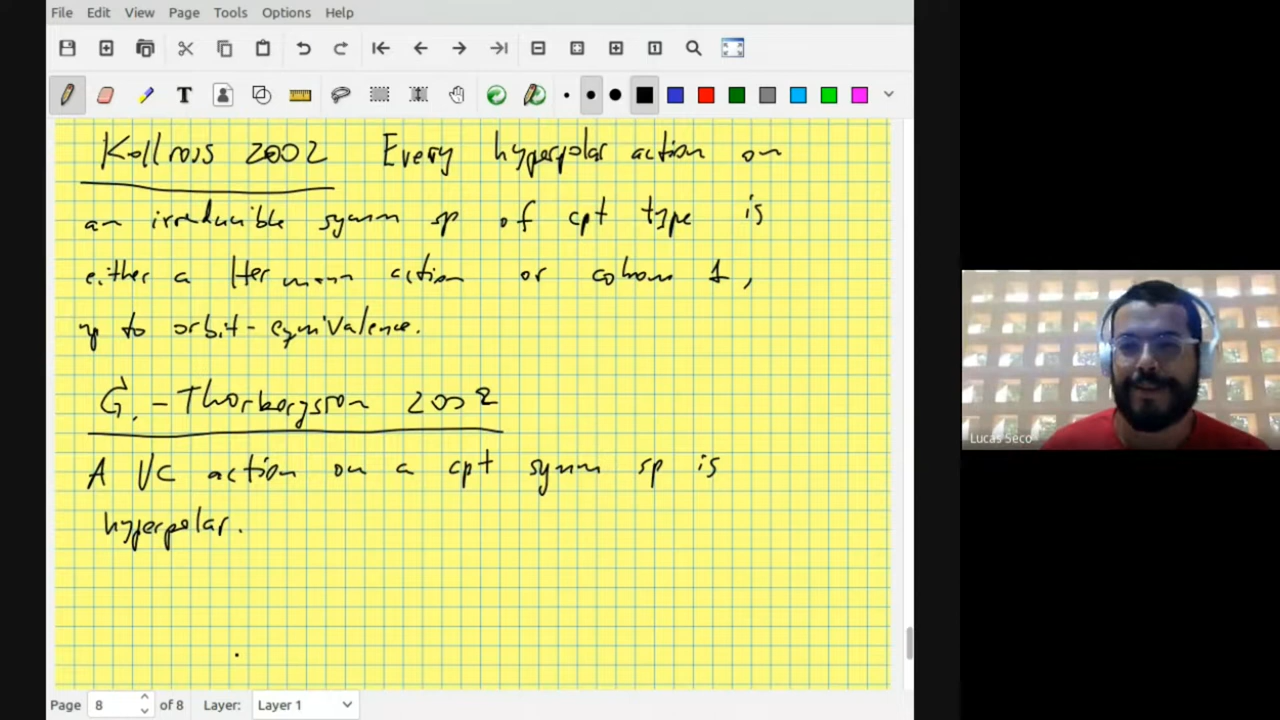 File Edit View Page Tools Options Help
Kollross 2002 Every hyperpolar action on
an irreducible symm sp of cpt type is
either a Hermann action or cohom 1,
up to orbit-equivalence.
G.-Thorbergsson 2002
A VC action on a cpt symm sp is
hyperpolar.
Lucas Seco
Page 8 of 8 Layer: Layer 1